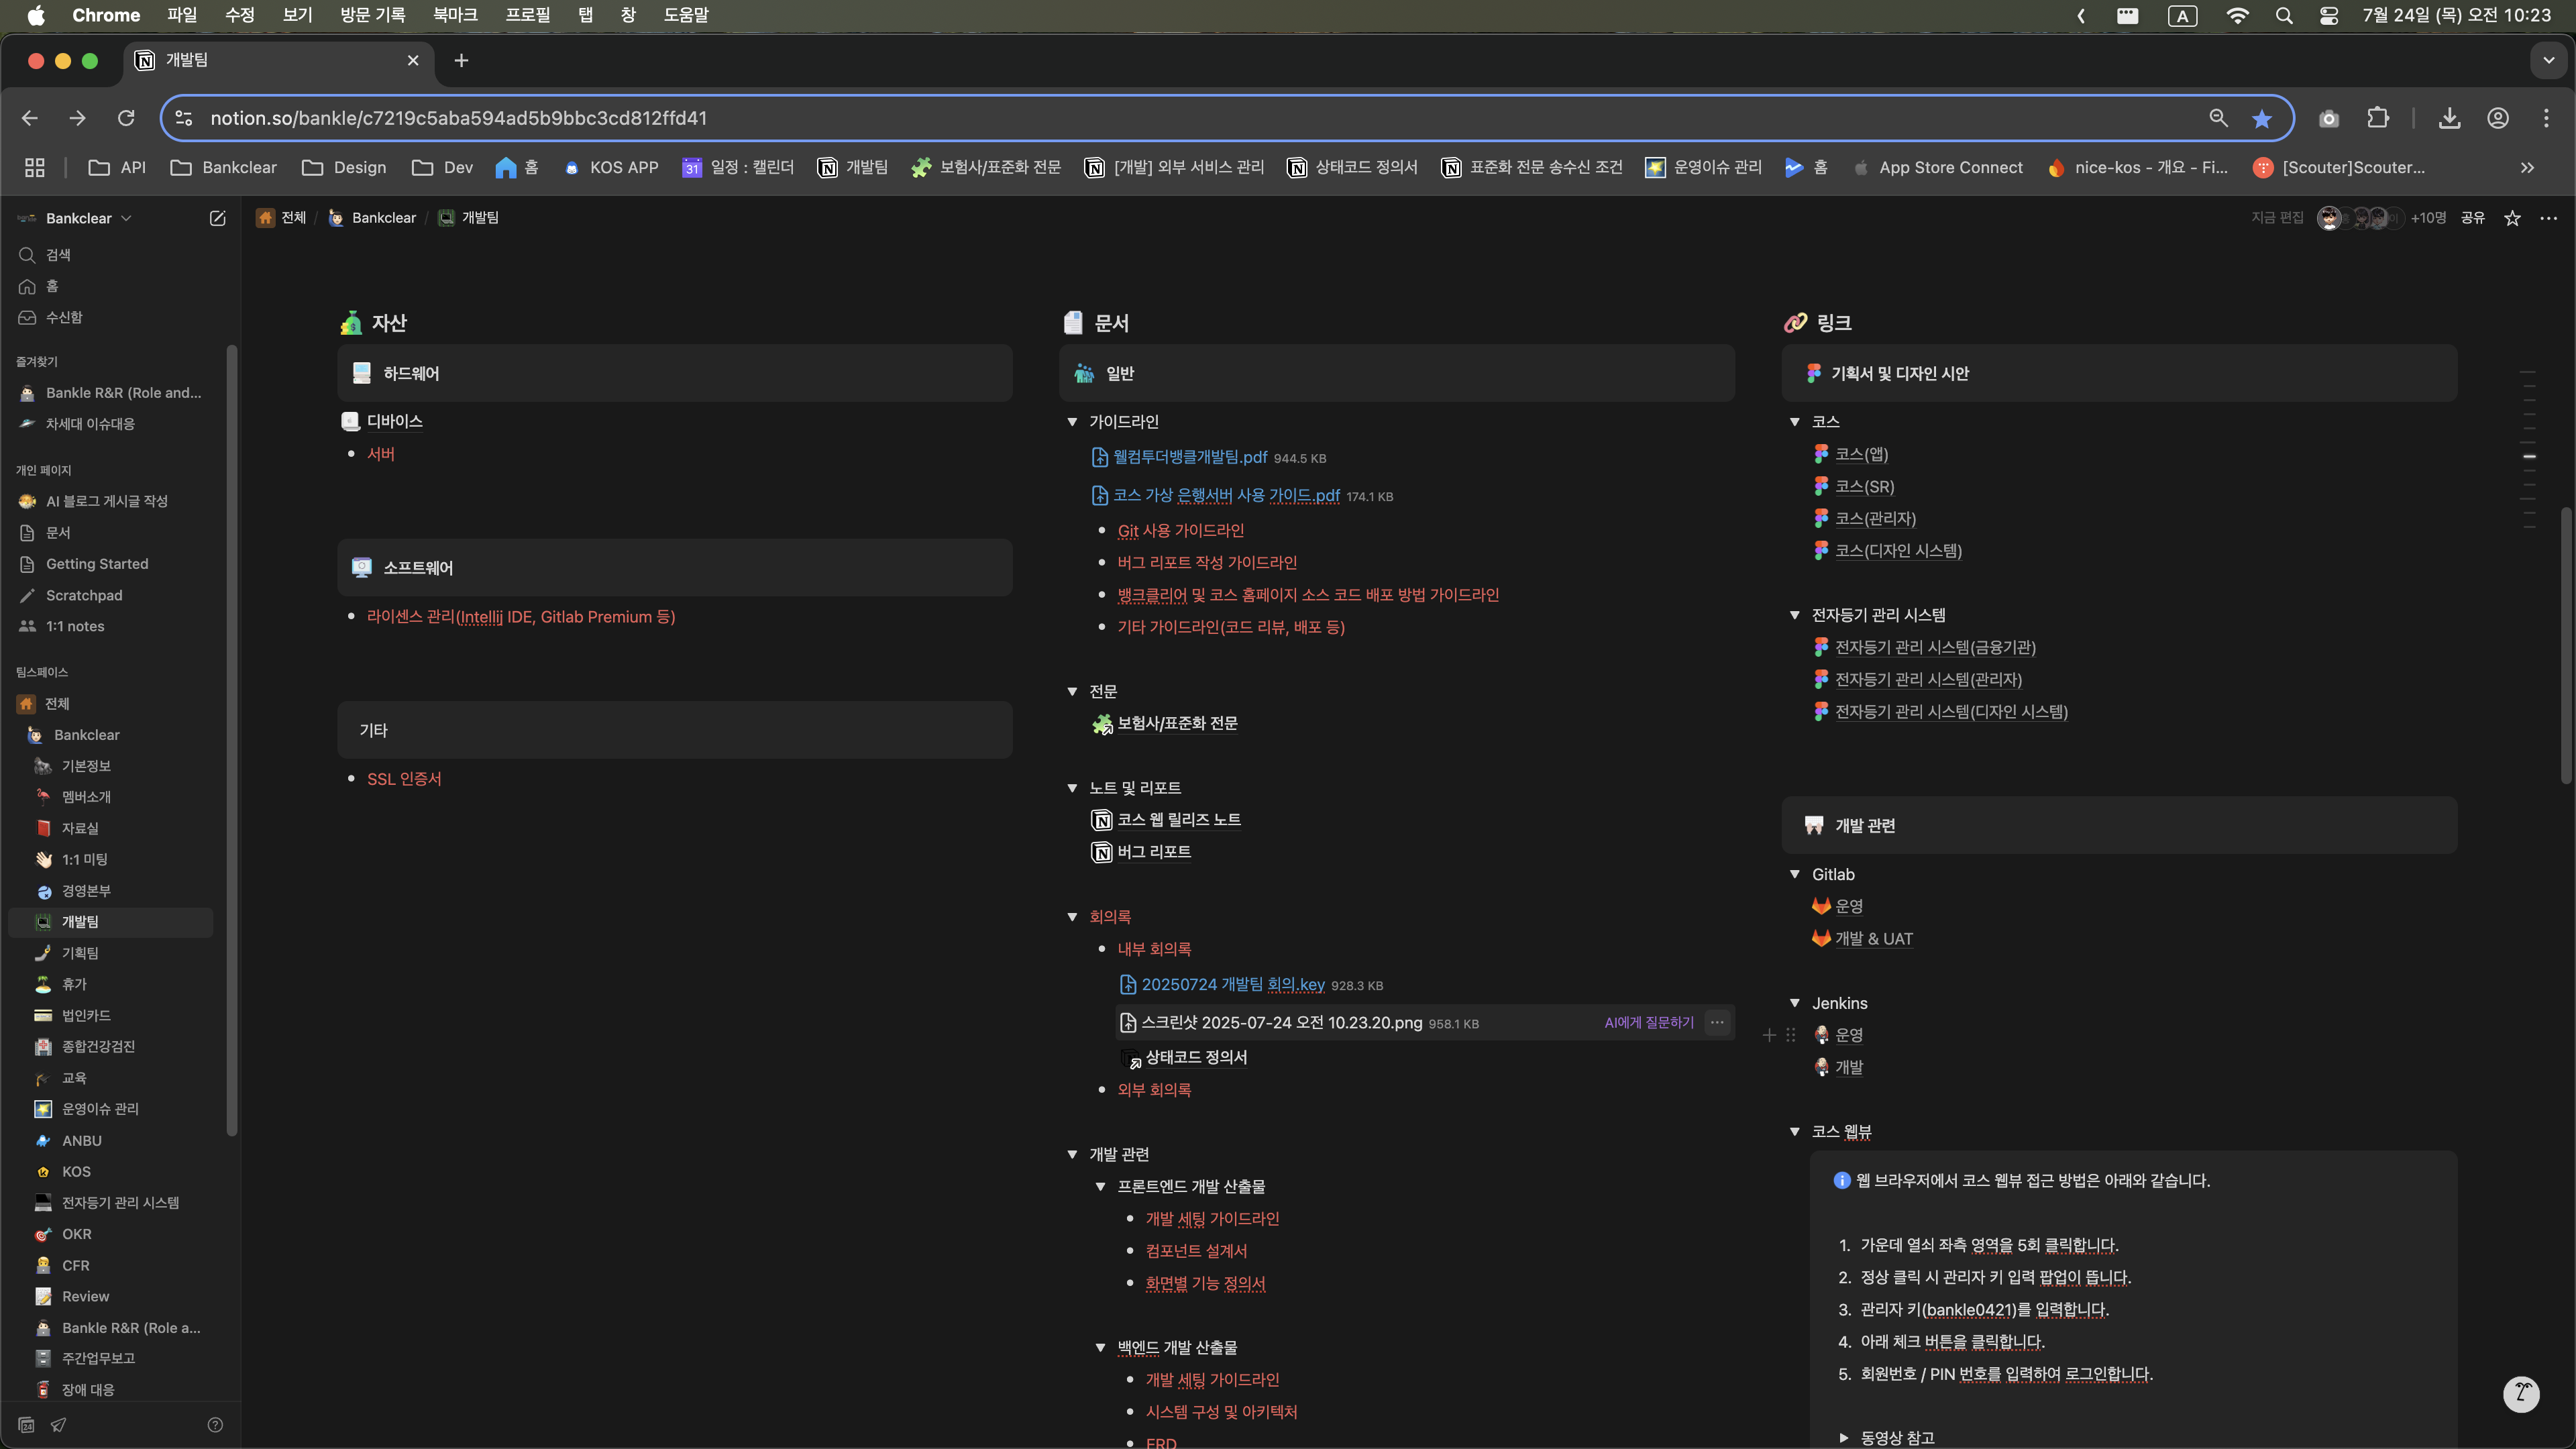 Chrome 파일 수정 보기 방문 기록 북마크 프로필 탭 창 도움말
A 7월 24일 (목) 오전 10:23
개발팀
notion.so/bankle/c7219c5aba594ad5b9bbc3cd812ffd41
API Bankclear Design Dev 홈 KOS APP 31 일정 : 캘린더 개발팀 보험사/표준화 전문 [개발] 외부 서비스 관리 상태코드 정의서 표준화 전문 송수신 조건 운영이슈 관리 홈 App Store Connect nice-kos - 개요 - Fi... [Scouter]Scouter...
Bankclear
검색
홈
수신함
즐겨찾기
Bankle R&R (Role and...
차세대 이슈대응
개인 페이지
AI 블로그 게시글 작성
문서
Getting Started
Scratchpad
1:1 notes
팀스페이스
전체
Bankclear
기본정보
멤버소개
자료실
1:1 미팅
경영본부
개발팀
기획팀
휴가
법인카드
종합건강검진
교육
운영이슈 관리
ANBU
KOS
전자등기 관리 시스템
OKR
CFR
Review
Bankle R&R (Role a...
주간업무보고
장애 대응
24
전체 / Bankclear / 개발팀
지금 편집 +10명 공유
자산
하드웨어
디바이스
서버
소프트웨어
라이센스 관리(Intellij IDE, Gitlab Premium 등)
기타
SSL 인증서
문서
일반
가이드라인
웰컴투더뱅클개발팀.pdf 944.5 KB
코스 가상 은행서버 사용 가이드.pdf 174.1 KB
Git 사용 가이드라인
버그 리포트 작성 가이드라인
뱅크클리어 및 코스 홈페이지 소스 코드 배포 방법 가이드라인
기타 가이드라인(코드 리뷰, 배포 등)
전문
보험사/표준화 전문
노트 및 리포트
코스 웹 릴리즈 노트
버그 리포트
회의록
내부 회의록
20250724 개발팀 회의.key 928.3 KB
스크린샷 2025-07-24 오전 10.23.20.png 958.1 KB AI에게 질문하기
상태코드 정의서
외부 회의록
개발 관련
프론트엔드 개발 산출물
개발 세팅 가이드라인
컴포넌트 설계서
화면별 기능 정의서
백엔드 개발 산출물
개발 세팅 가이드라인
시스템 구성 및 아키텍처
ERD
링크
기획서 및 디자인 시안
코스
코스(앱)
코스(SR)
코스(관리자)
코스(디자인 시스템)
전자등기 관리 시스템
전자등기 관리 시스템(금융기관)
전자등기 관리 시스템(관리자)
전자등기 관리 시스템(디자인 시스템)
개발 관련
Gitlab
운영
개발 & UAT
Jenkins
운영
개발
코스 웹뷰
웹 브라우저에서 코스 웹뷰 접근 방법은 아래와 같습니다.
1. 가운데 열쇠 좌측 영역을 5회 클릭합니다.
2. 정상 클릭 시 관리자 키 입력 팝업이 뜹니다.
3. 관리자 키(bankle0421)를 입력합니다.
4. 아래 체크 버튼을 클릭합니다.
5. 회원번호 / PIN 번호를 입력하여 로그인합니다.
동영상 참고